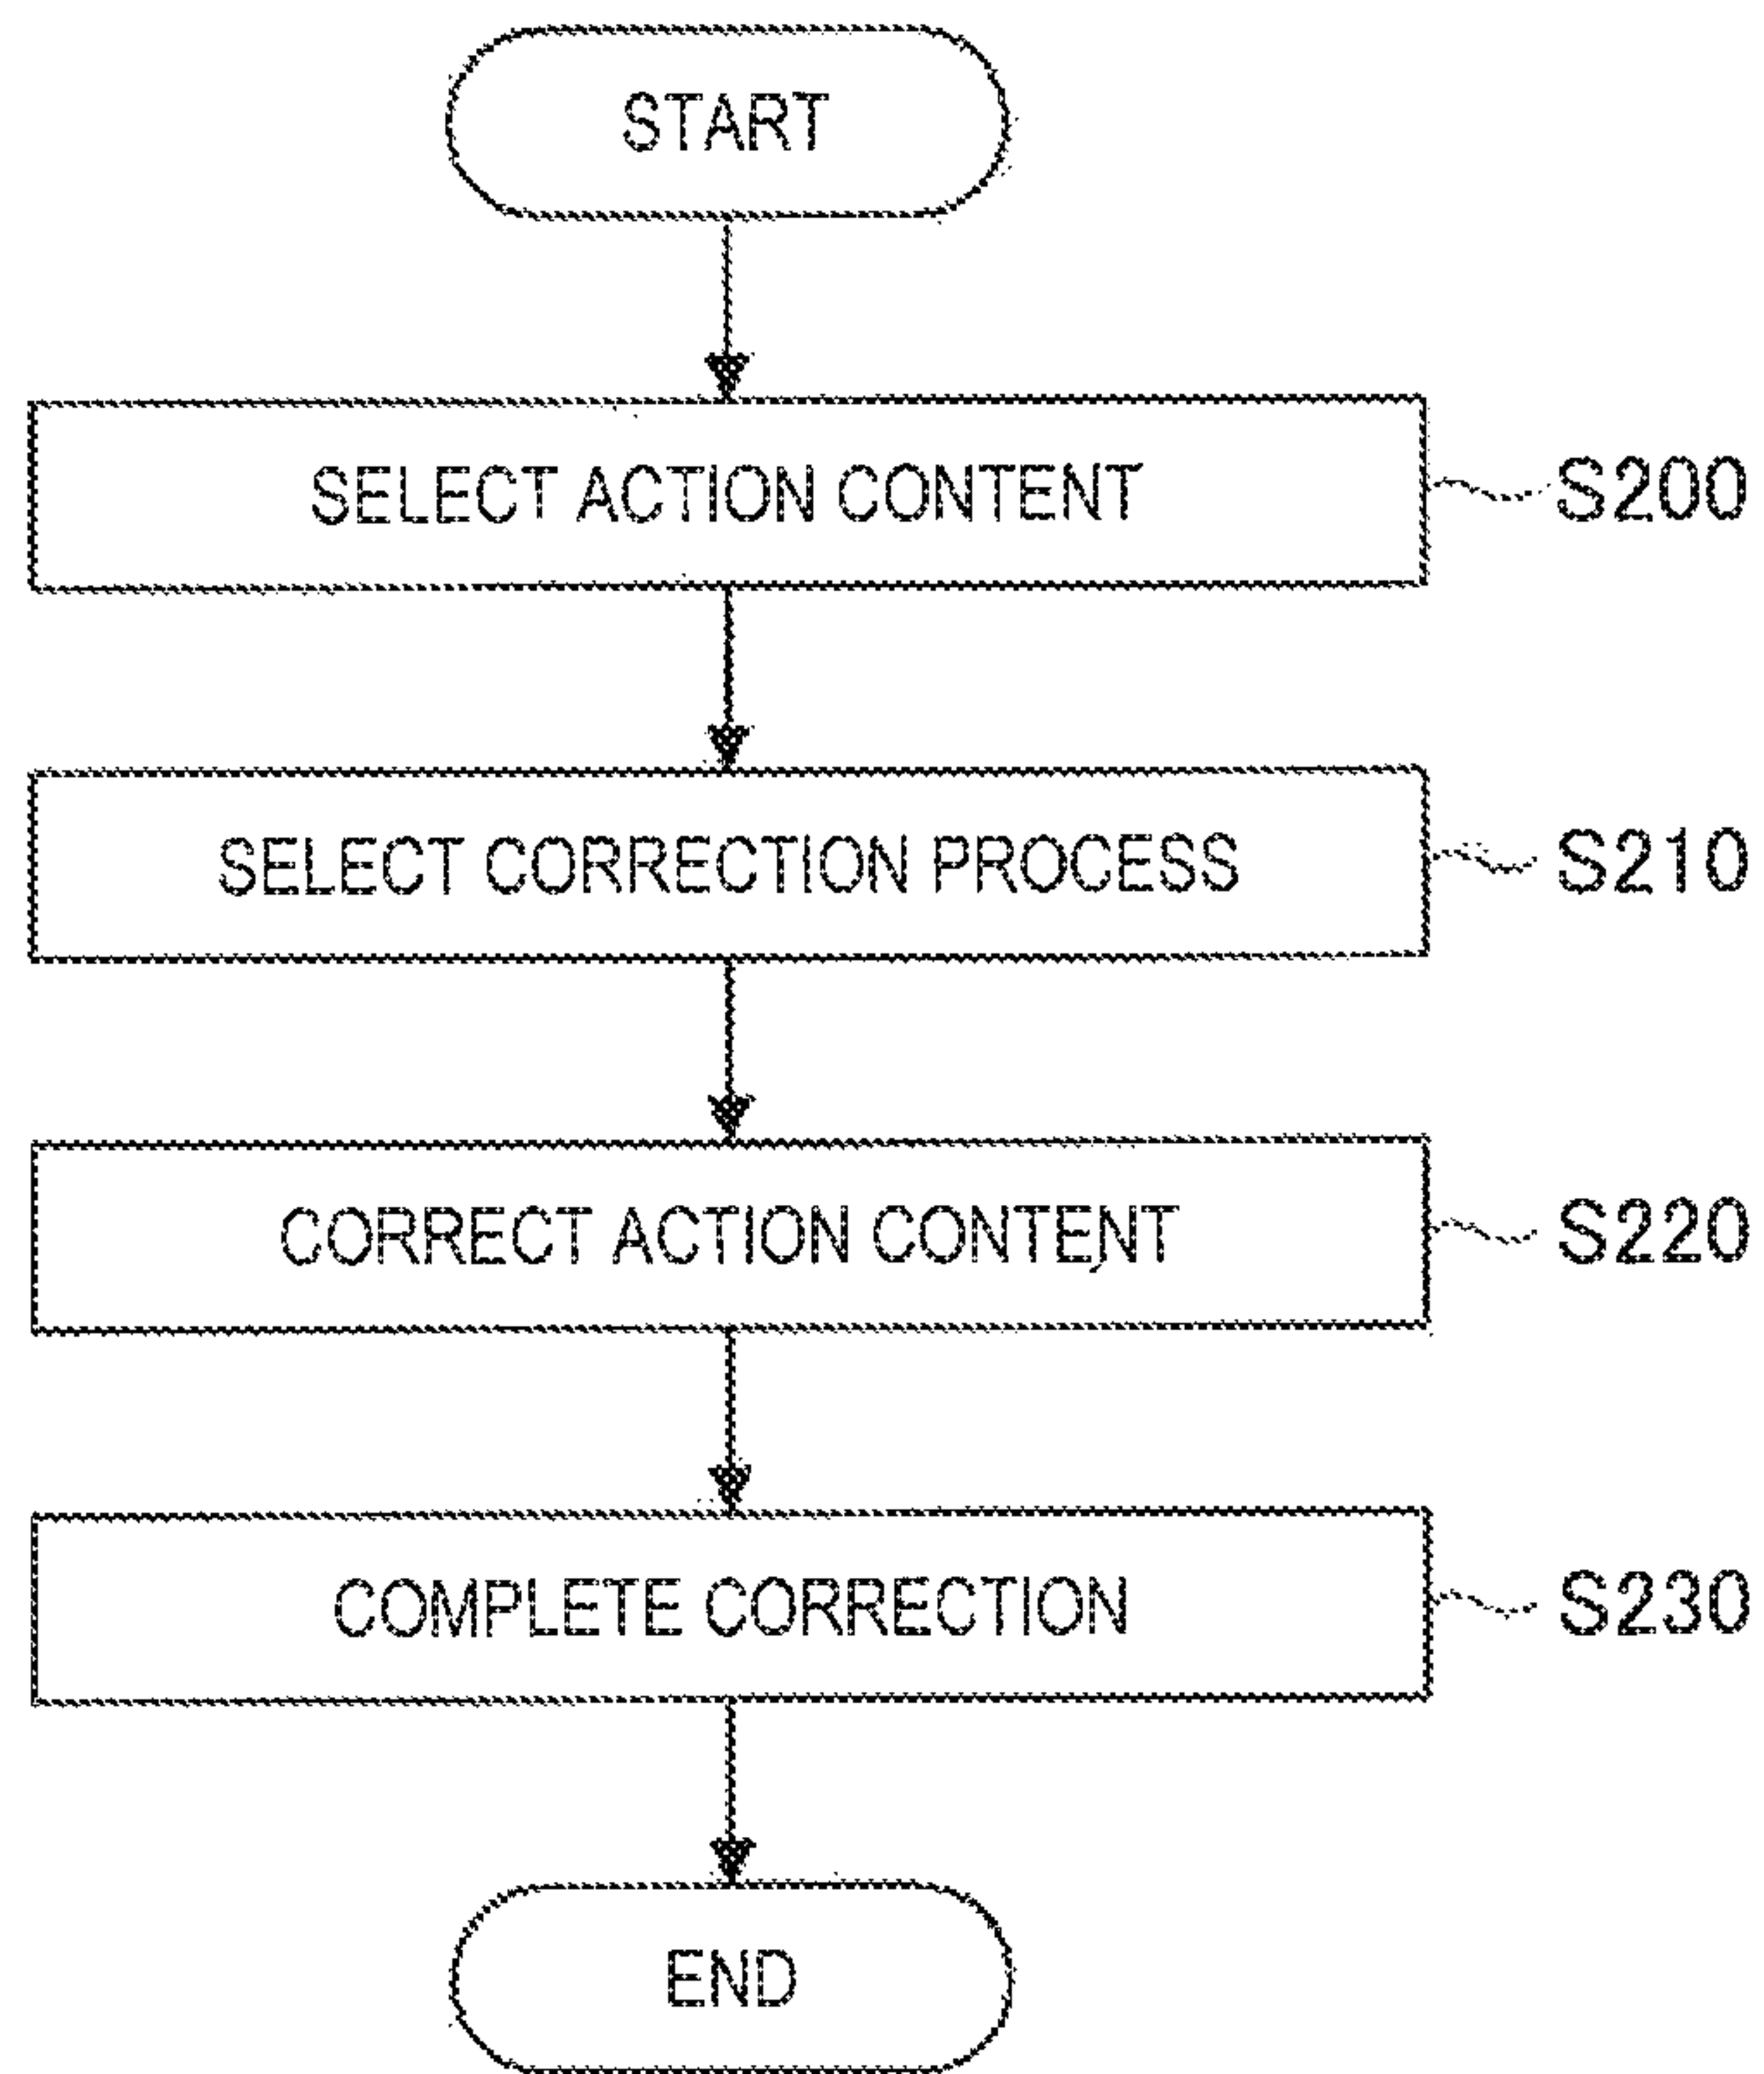 START
SELECT ACTION CONTENT
S200
SELECT CORRECTION PROCESS
S210
CORRECT ACTION CONTENT
S220
COMPLETE CORRECTION
S230
END